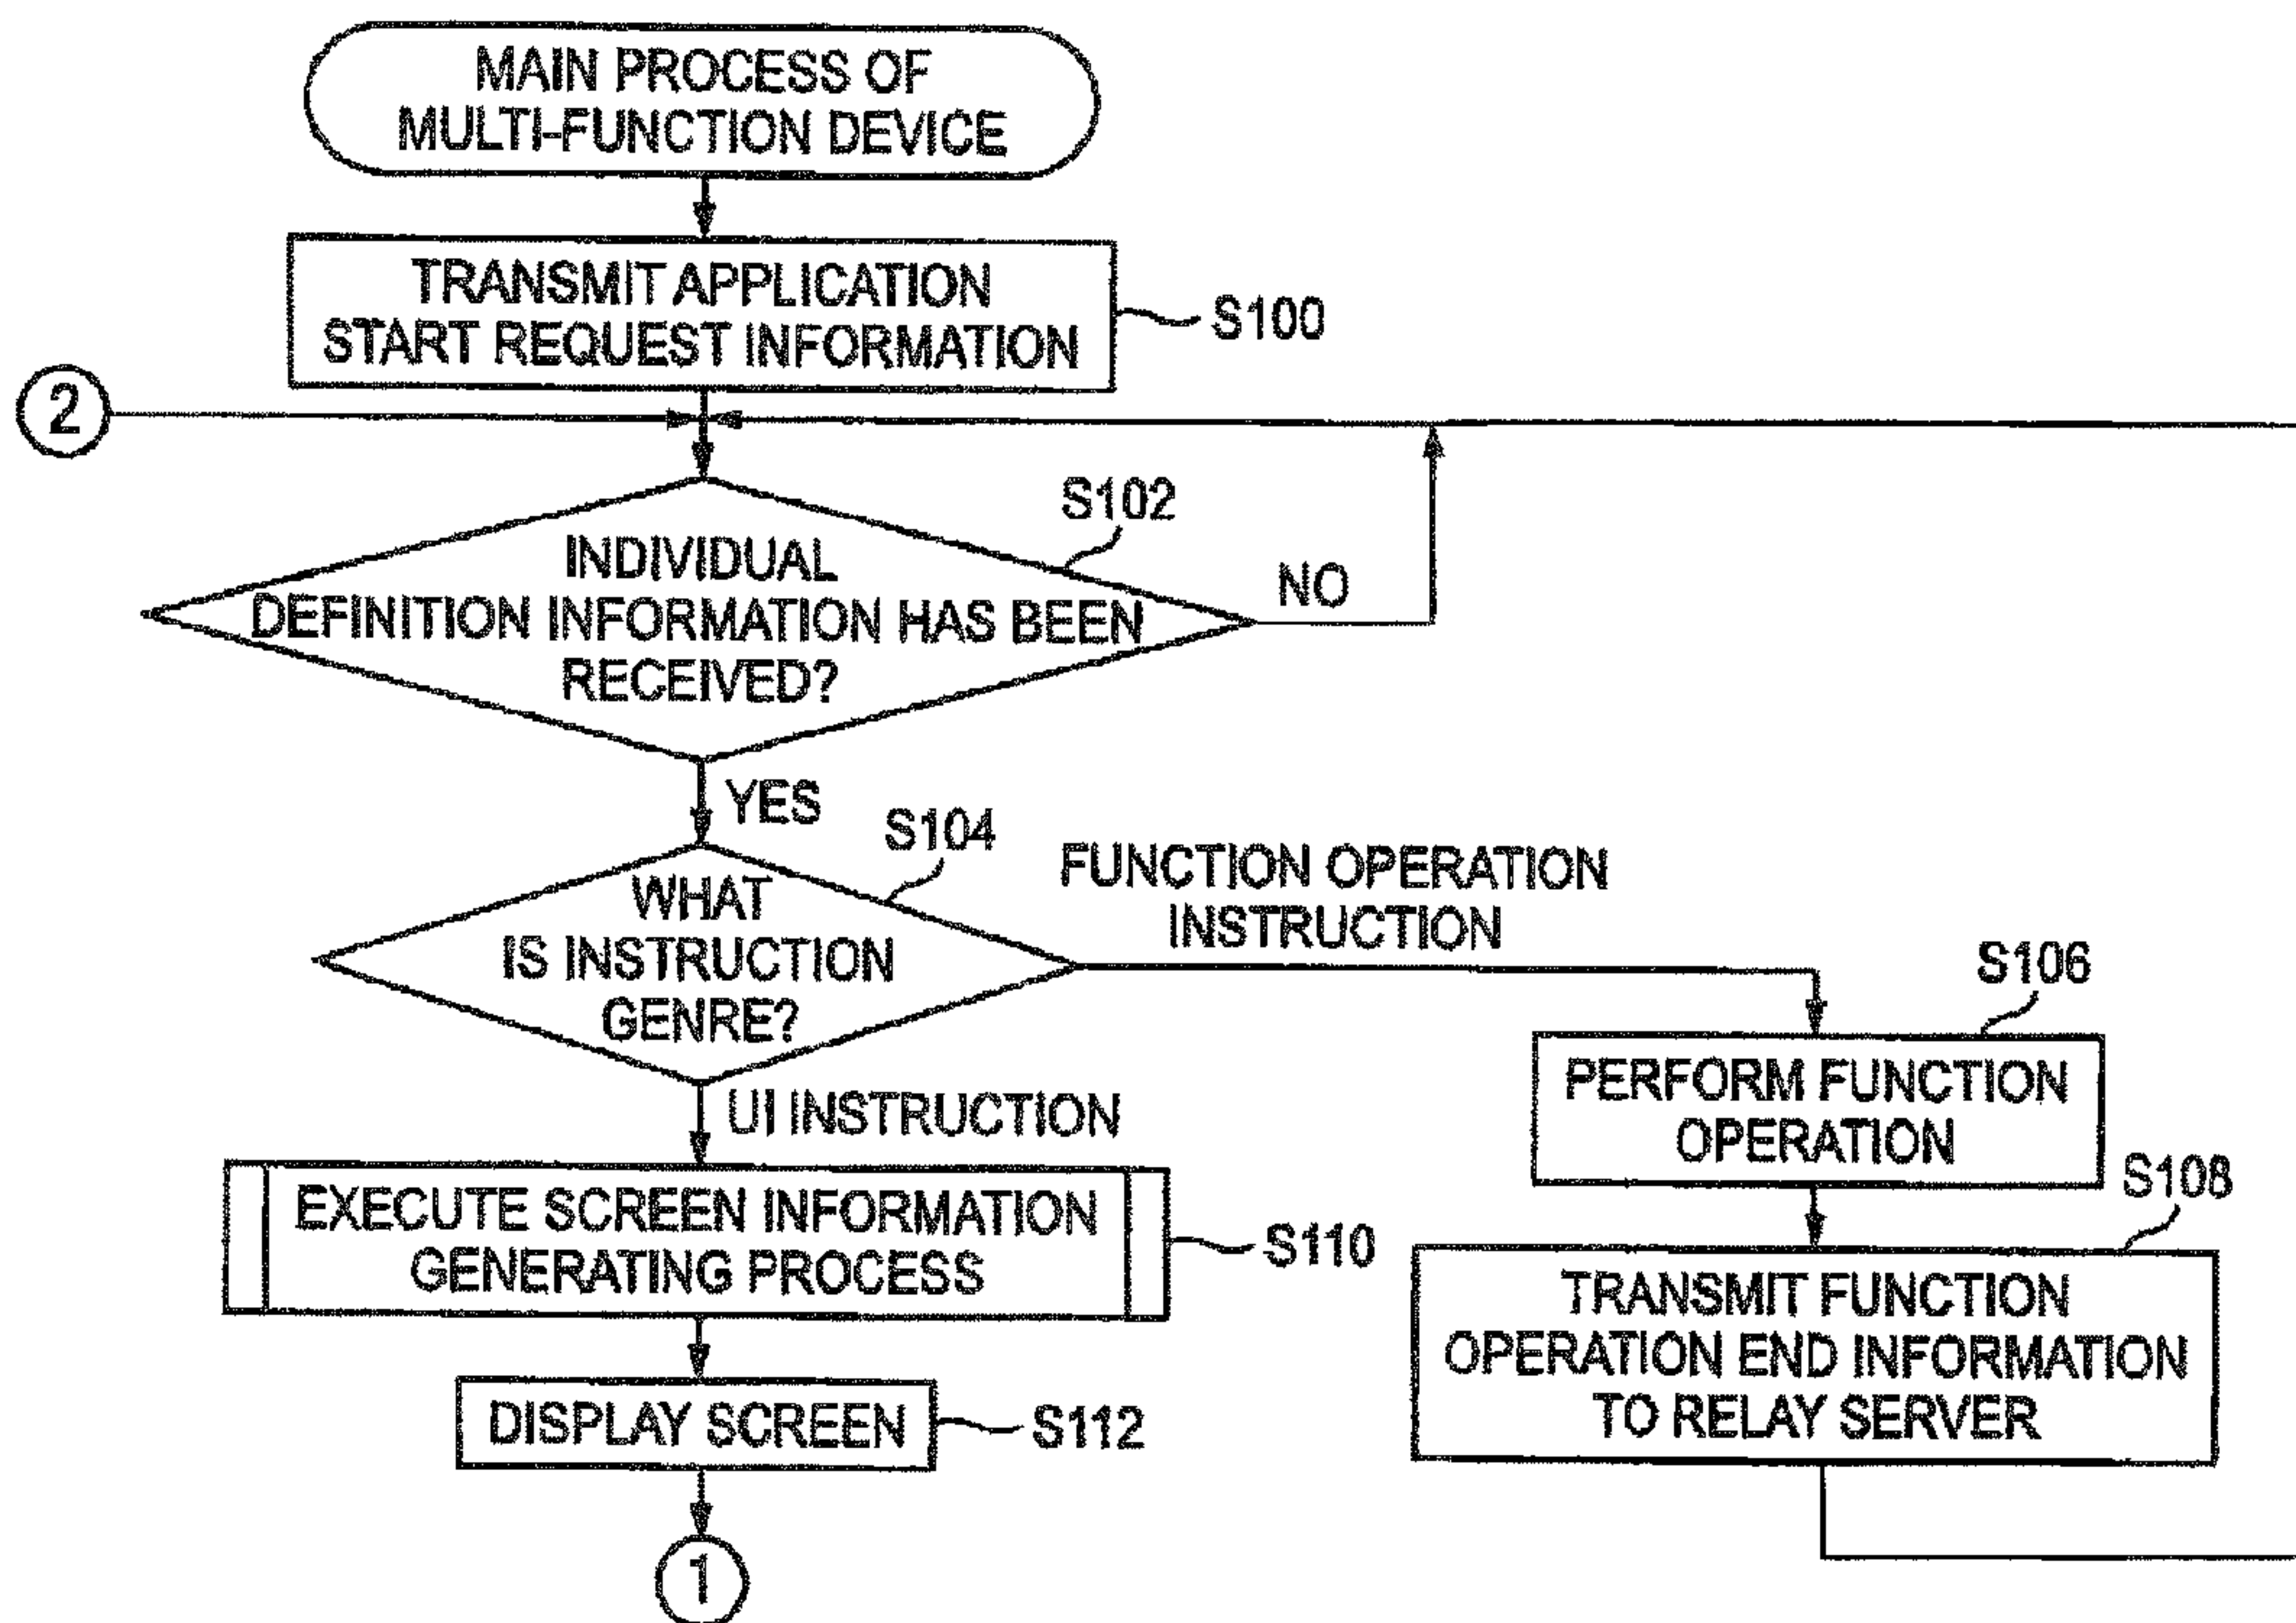 MAIN PROCESS OF
MULTI-FUNCTION DEVICE
TRANSMIT APPLICATION
START REQUEST INFORMATION
S100
2
S102
INDIVIDUAL
DEFINITION INFORMATION HAS BEEN
RECEIVED?
NO
YES
S104
WHAT
IS INSTRUCTION
GENRE?
FUNCTION OPERATION
INSTRUCTION
S106
PERFORM FUNCTION
OPERATION
UI INSTRUCTION
S108
EXECUTE SCREEN INFORMATION
GENERATING PROCESS
S110
TRANSMIT FUNCTION
OPERATION END INFORMATION
TO RELAY SERVER
DISPLAY SCREEN
S112
1